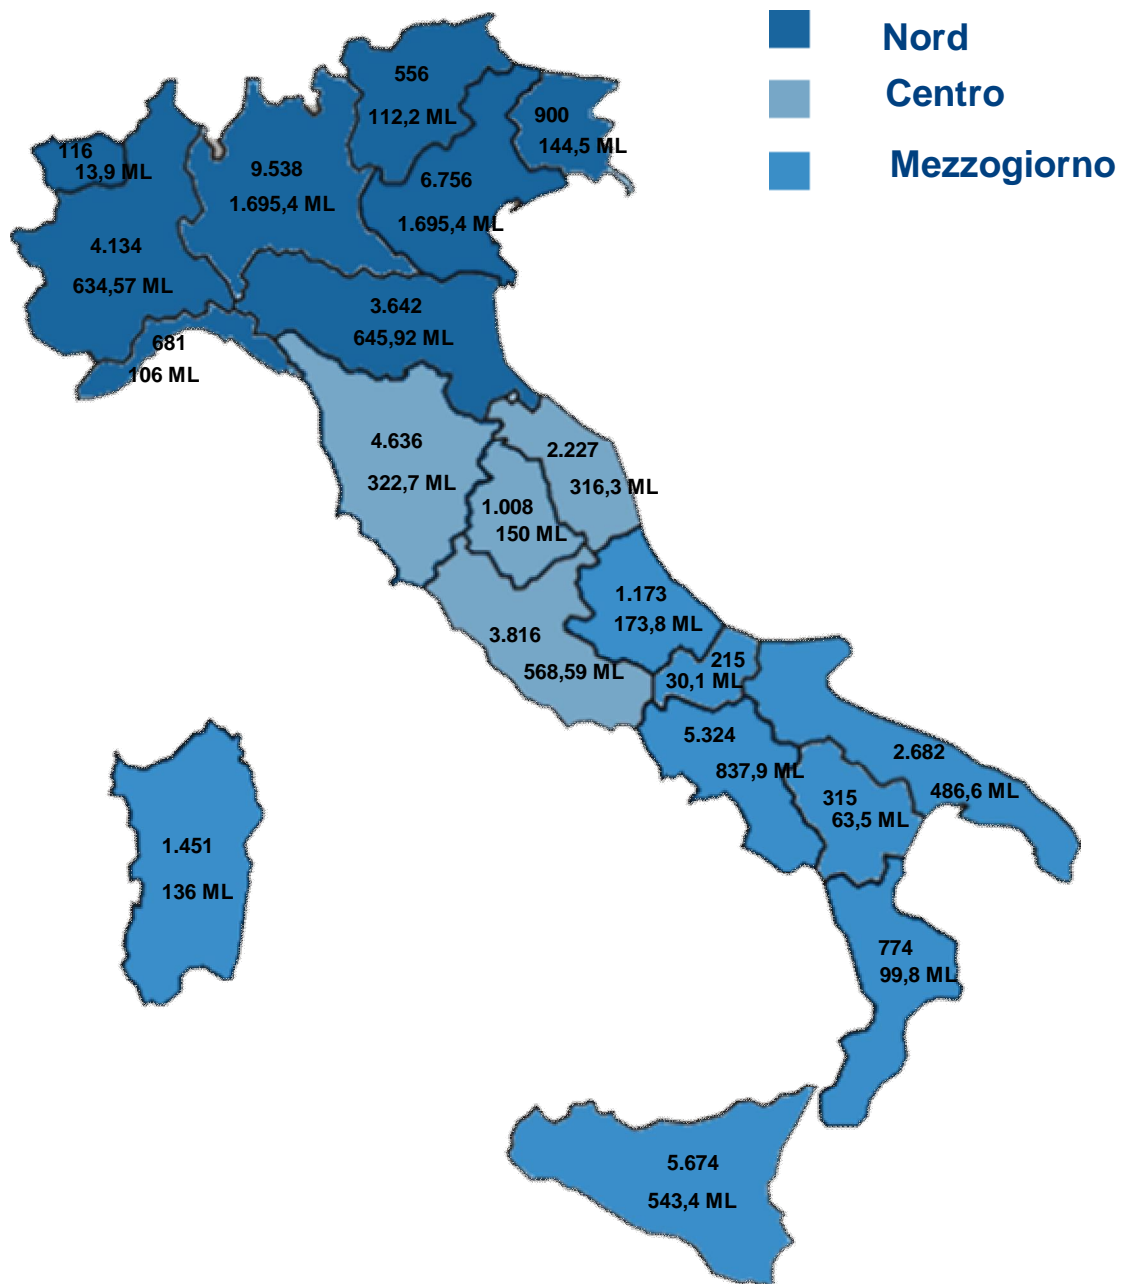 Nord
Centro
Mezzogiorno
556
112,2 ML
900
144,5 ML
116
13,9 ML
9.538
1.695,4 ML
6.756
1.695,4 ML
4.134
634,57 ML
3.642
645,92 ML
681
106 ML
4.636
322,7 ML
2.227
316,3 ML
1.008
150 ML
1.173
173,8 ML
3.816
568,59 ML
215
30,1 ML
5.324
837,9 ML
2.682
486,6 ML
315
63,5 ML
1.451
136 ML
774
99,8 ML
5.674
543,4 ML